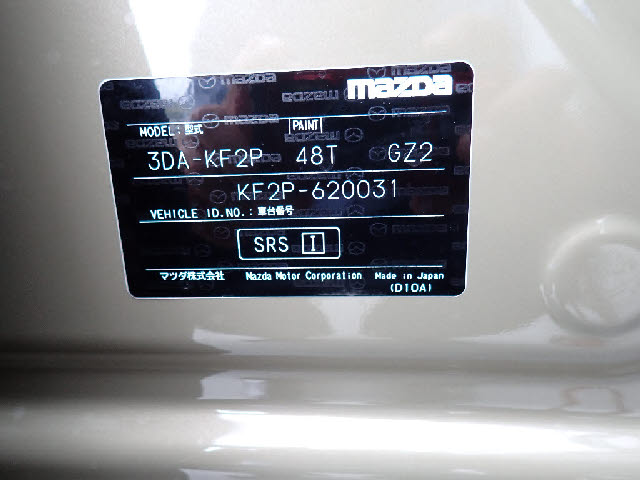 mazda
MODEL: 型式 PAINT
3DA-KF2P 48T GZ2
KF2P-620031
VEHICLE ID.NO.: 車台番号
SRS I
マツダ株式会社 Mazda Motor Corporation Made in Japan
(D10A)